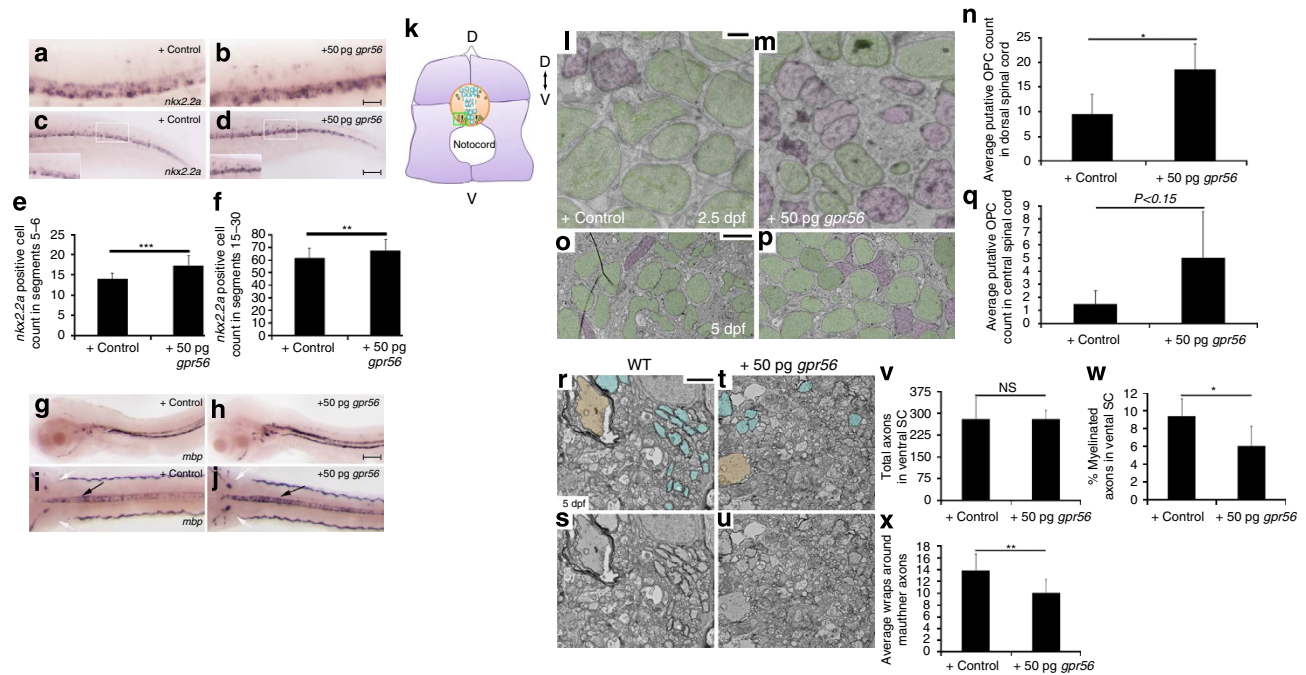 a
+ Control
nkx2.2a
b
+50 pg gpr56
c
+ Control
nkx2.2a
d
+50 pg gpr56
e
nkx2.2a positive cell
count in segments 5–6
25
20
15
10
5
0
***
+ Control
+ 50 pg
gpr56
f
nkx2.2a positive cell
count in segments 15–30
80
70
60
50
40
30
20
10
0
**
+ Control
+ 50 pg
gpr56
g
+ Control
mbp
h
+50 pg gpr56
i
+ Control
mbp
j
+50 pg gpr56
k
D
D
V
Notocord
V
l
+ Control
2.5 dpf
m
+ 50 pg gpr56
n
Average putative OPC count
in dorsal spinal cord
25
20
15
10
5
0
*
+ Control
+ 50 pg gpr56
o
5 dpf
p
q
Average putative OPC
count in central spinal cord
9
8
7
6
5
4
3
2
1
0
P<0.15
+ Control
+ 50 pg gpr56
WT
+ 50 pg gpr56
r
5 dpf
s
t
u
v
Total axons
in ventral SC
375
300
225
150
75
0
NS
+ Control
+ 50 pg gpr56
w
% Myelinated
axons in vental SC
12
10
8
6
4
2
0
*
+ Control
+ 50 pg gpr56
x
Average wraps around
mauthner axons
18
16
14
12
10
8
6
4
2
0
**
+ Control
+ 50 pg gpr56